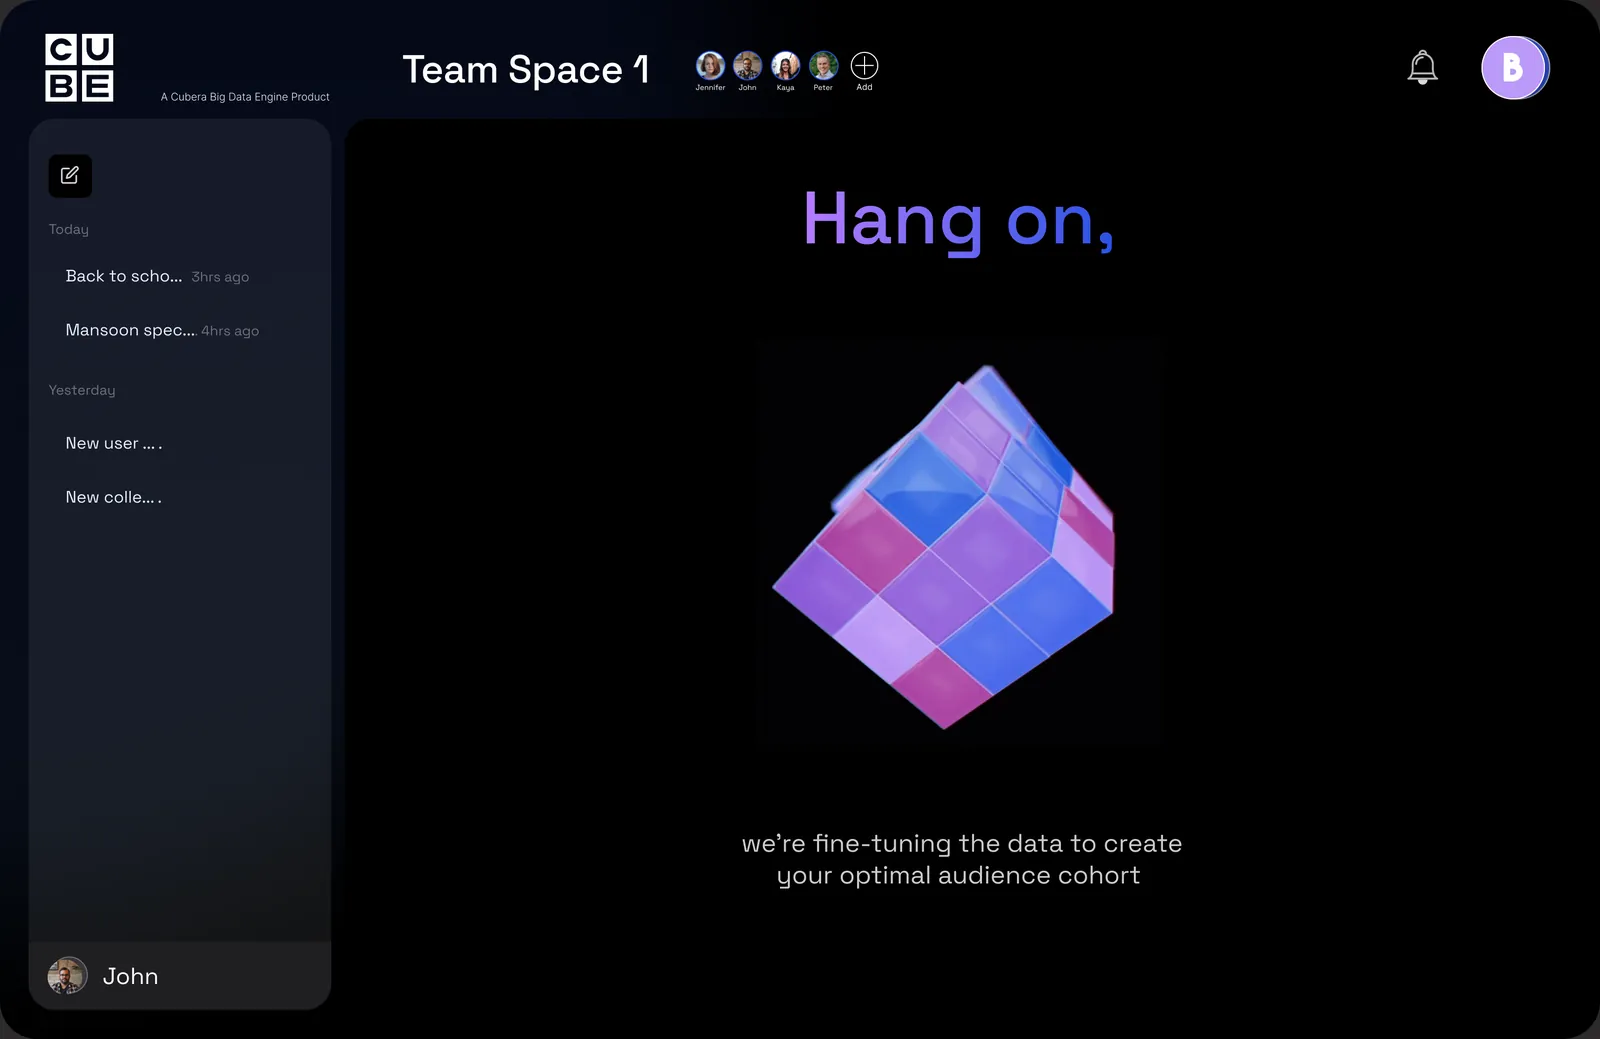 CU
BE
A Cubera Big Data Engine Product
Team Space 1
Jennifer John Kaya Peter Add
B
Today
Back to scho... 3hrs ago
Mansoon spec.... 4hrs ago
Yesterday
New user ... .
New colle... .
John
Hang on,
we're fine-tuning the data to create
your optimal audience cohort